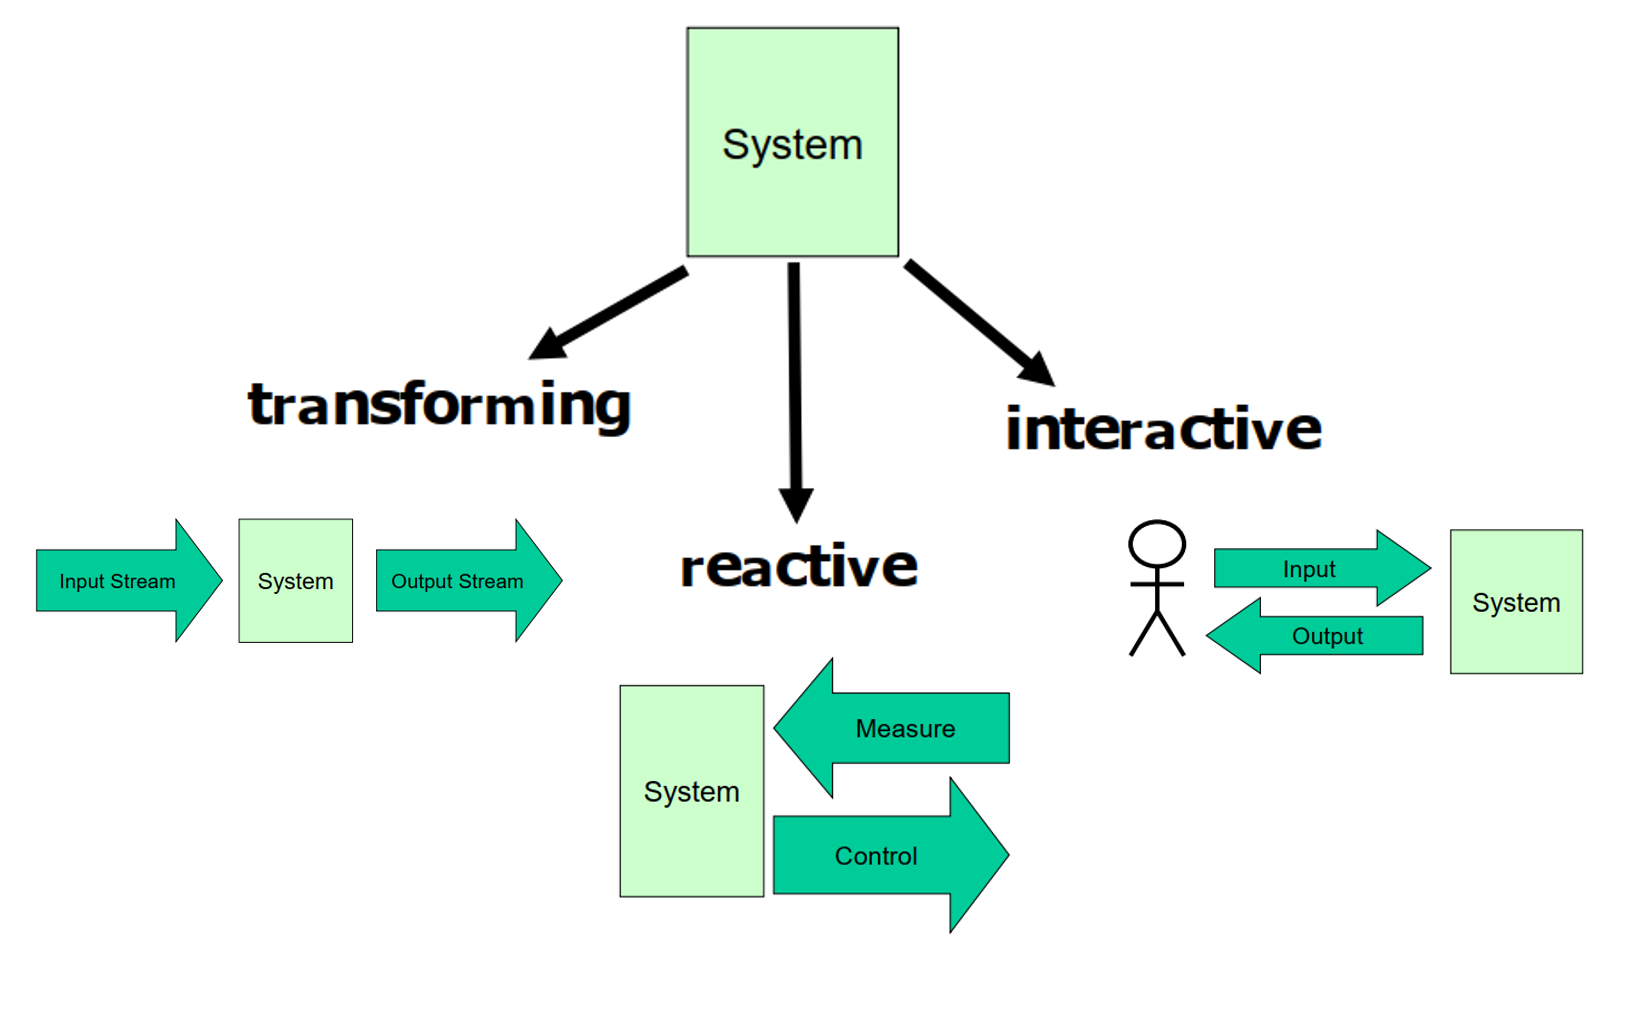 System
transforming
interactive
reactive
Input Stream
System
Output Stream
Input
Output
System
System
Measure
Control